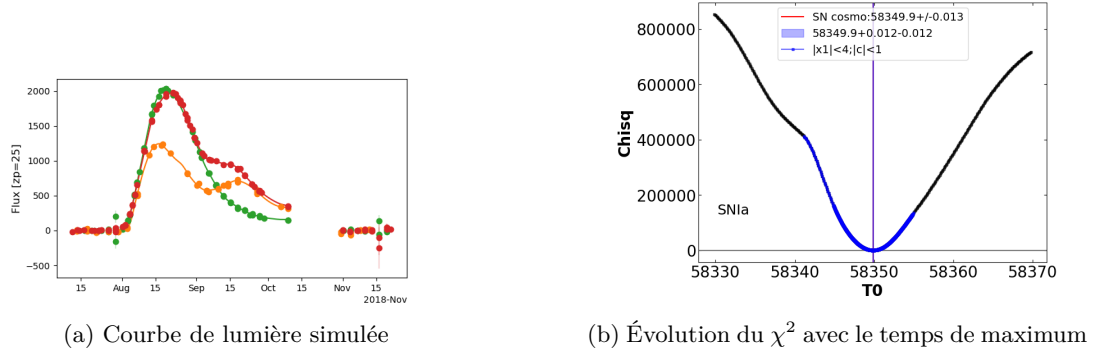 Flux [zp=25]
2000
1500
1000
500
0
−500
15
Aug
15
Sep
15
Oct
Nov
15
2018-Nov
(a) Courbe de lumière simulée
Chisq
800000
600000
400000
200000
0
SN cosmo:58349.9+/-0.013
58349.9+0.012-0.012
|x1|<4;|c|<1
SNIa
58330 58340 58350 58360 58370
T0
(b) Évolution du χ² avec le temps de maximum